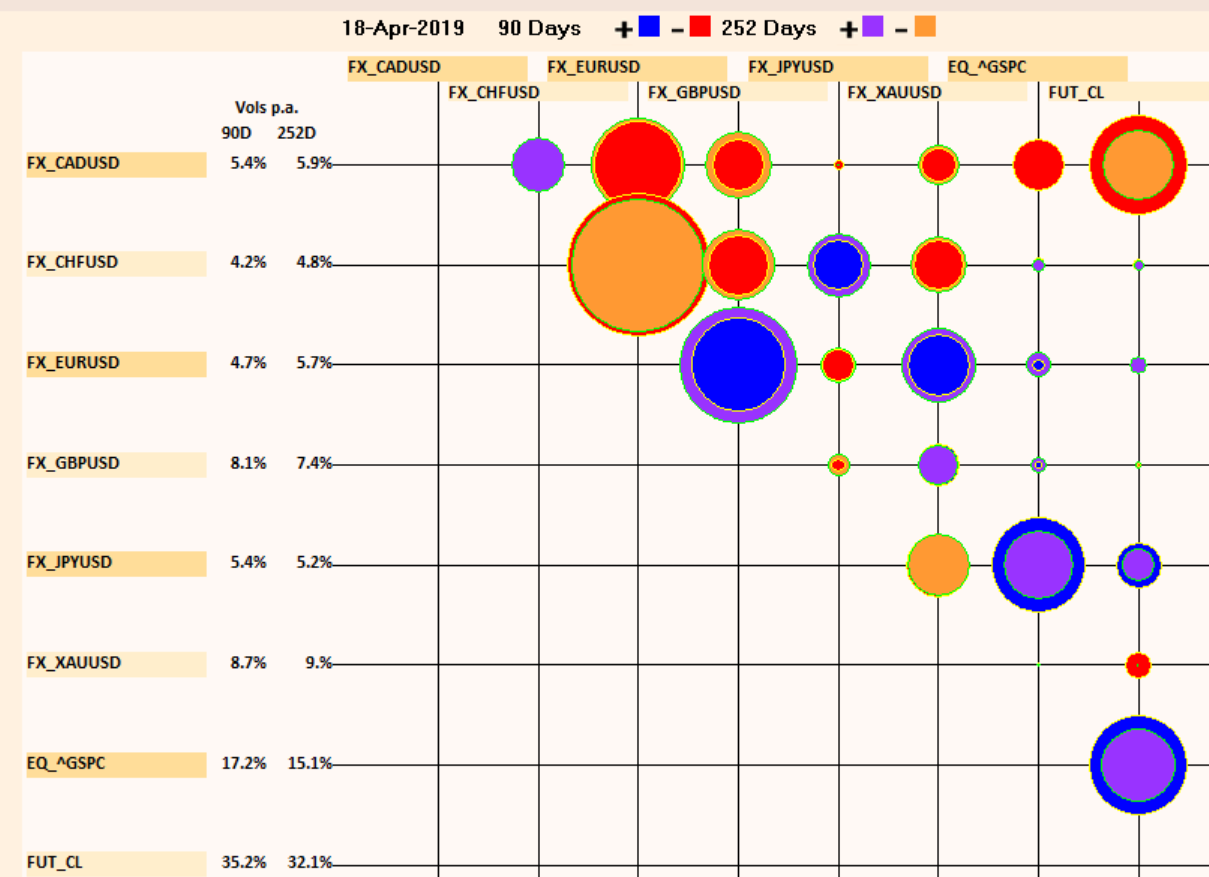 18-Apr-2019 90 Days + - 252 Days + -
FX_CADUSD FX_EURUSD FX_JPYUSD EQ_^GSPC
FX_CHFUSD FX_GBPUSD FX_XAUUSD FUT_CL
Vols p.a.
90D 252D
FX_CADUSD 5.4% 5.9%
FX_CHFUSD 4.2% 4.8%
FX_EURUSD 4.7% 5.7%
FX_GBPUSD 8.1% 7.4%
FX_JPYUSD 5.4% 5.2%
FX_XAUUSD 8.7% 9.%
EQ_^GSPC 17.2% 15.1%
FUT_CL 35.2% 32.1%